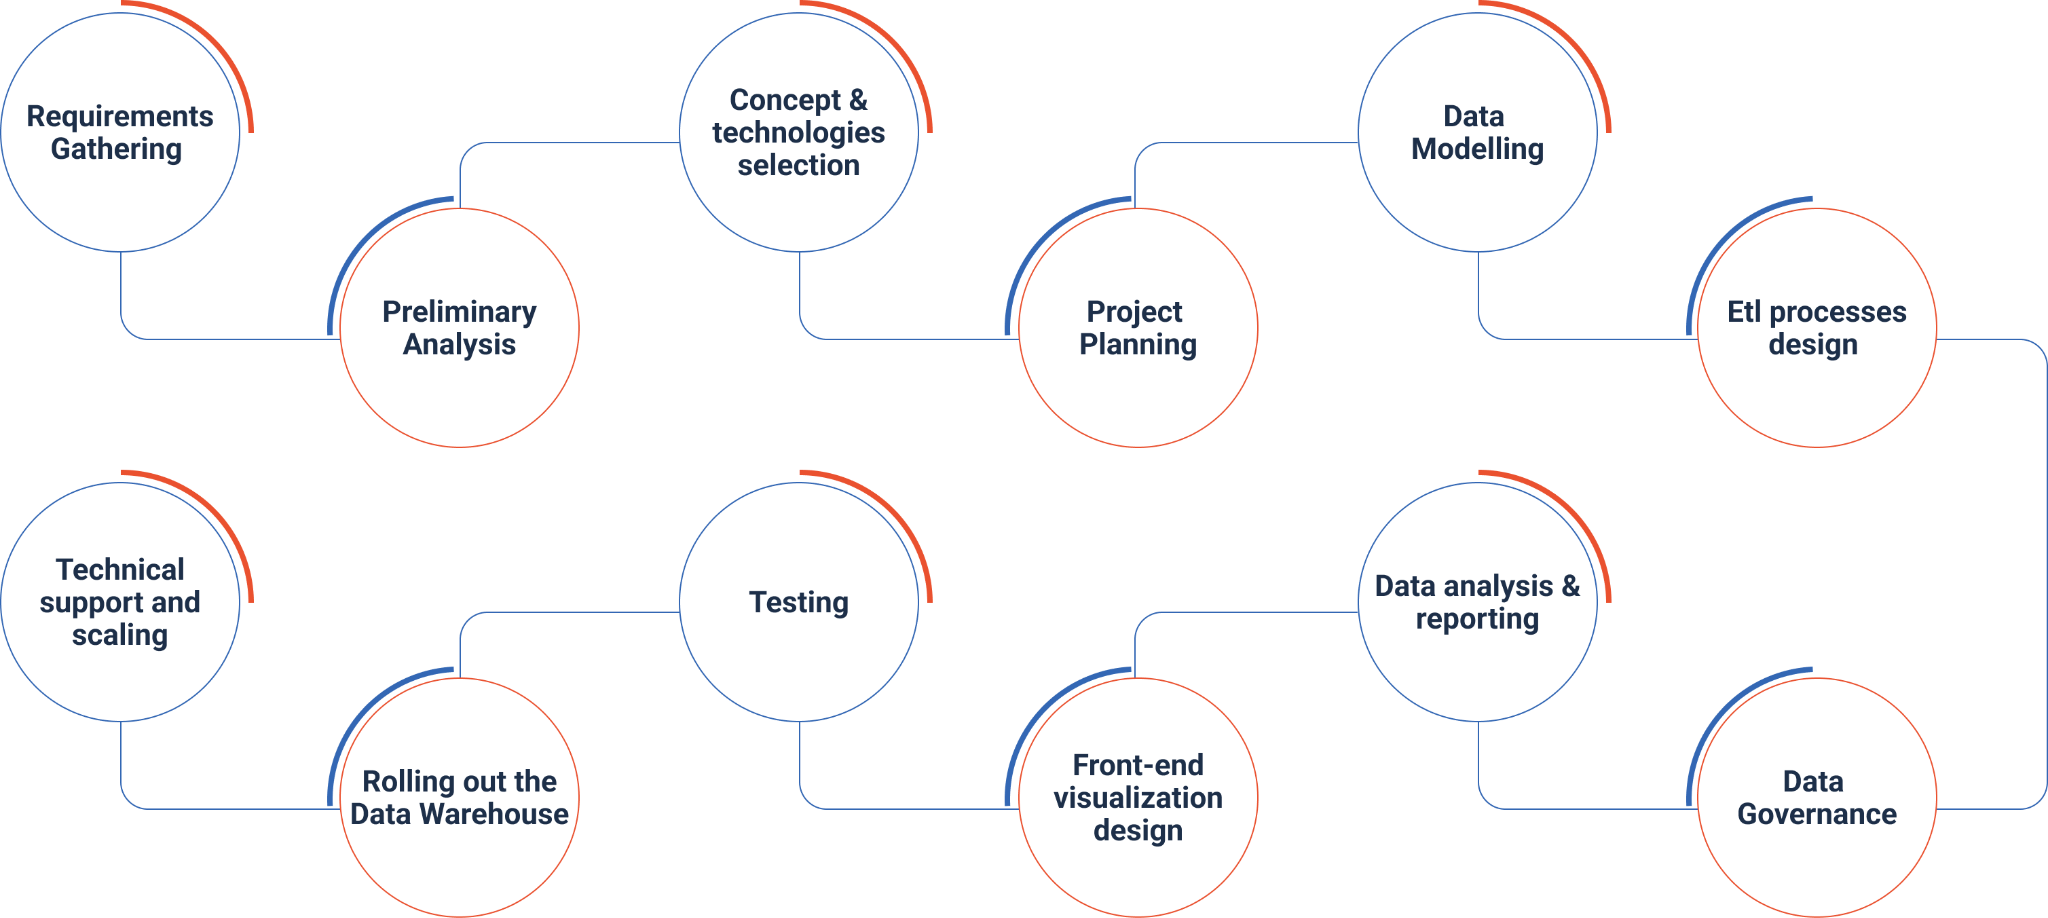 Requirements
Gathering
Preliminary
Analysis
Concept &
technologies
selection
Project
Planning
Data
Modelling
Etl processes
design
Data
Governance
Data analysis &
reporting
Front-end
visualization
design
Testing
Rolling out the
Data Warehouse
Technical
support and
scaling